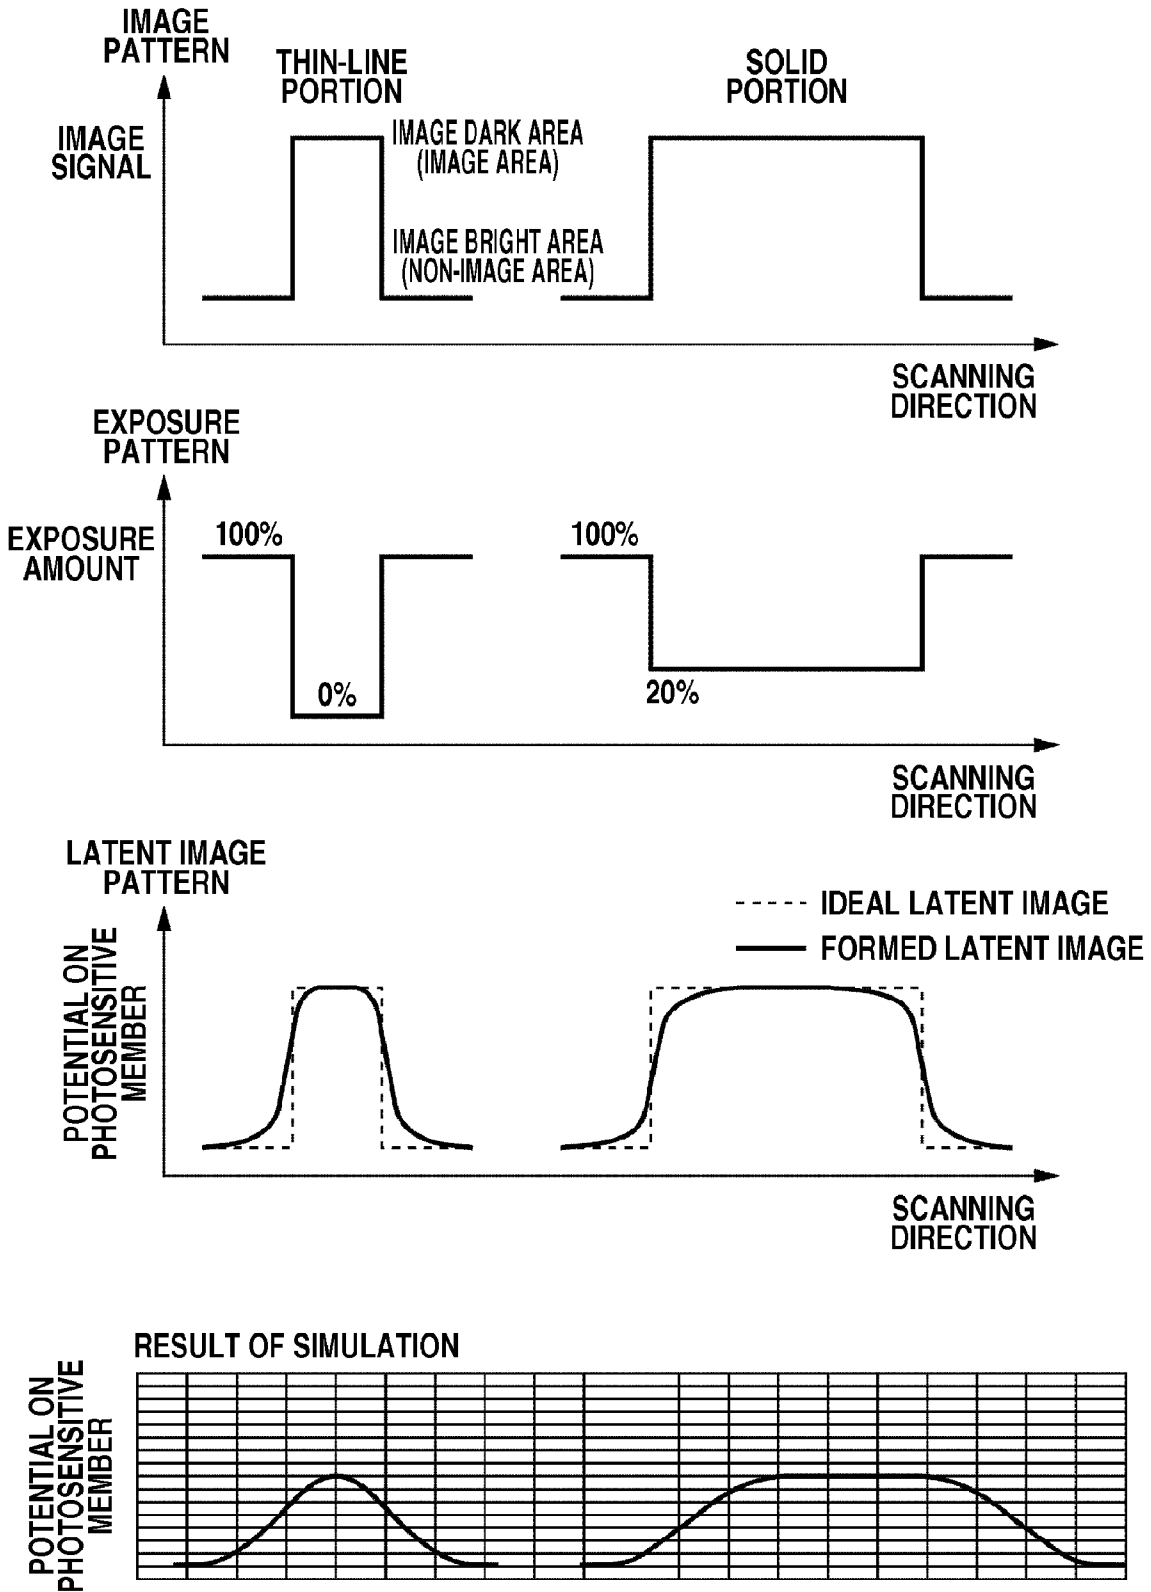 IMAGE
PATTERN
THIN-LINE
PORTION
SOLID
PORTION
IMAGE
SIGNAL
IMAGE DARK AREA
(IMAGE AREA)
IMAGE BRIGHT AREA
(NON-IMAGE AREA)
SCANNING
DIRECTION
EXPOSURE
PATTERN
EXPOSURE
AMOUNT
100%
0%
100%
20%
SCANNING
DIRECTION
LATENT IMAGE
PATTERN
IDEAL LATENT IMAGE
FORMED LATENT IMAGE
POTENTIAL ON
PHOTOSENSITIVE
MEMBER
SCANNING
DIRECTION
RESULT OF SIMULATION
POTENTIAL ON
PHOTOSENSITIVE
MEMBER